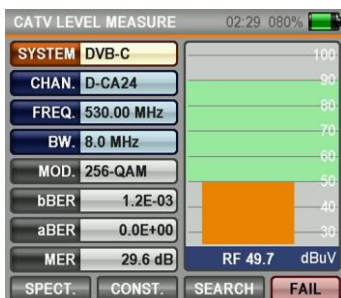 CATV LEVEL MEASURE 02:29 080%
SYSTEM DVB-C
CHAN. D-CA24
FREQ. 530.00 MHz
BW. 8.0 MHz
MOD. 256-QAM
bBER 1.2E-03
aBER 0.0E+00
MER 29.6 dB
100
90
80
70
60
50
40
30
RF 49.7 dBuV
SPECT. CONST. SEARCH FAIL